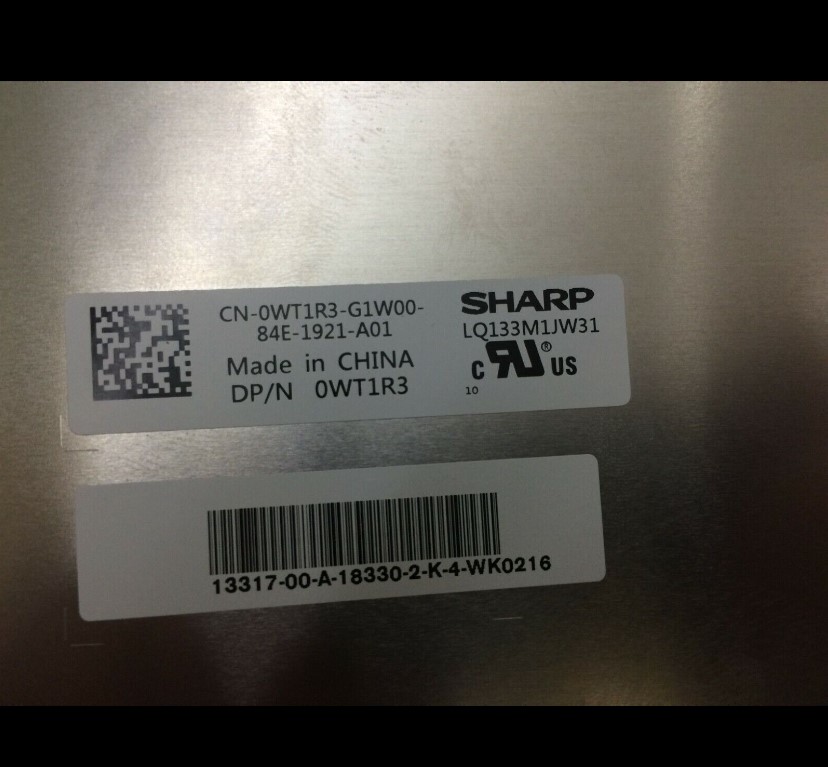 CN-0WT1R3-G1W00-
84E-1921-A01
Made in CHINA
DP/N 0WT1R3
SHARP
LQ133M1JW31
C RU® US
10
13317-00-A-18330-2-K-4-WK0216